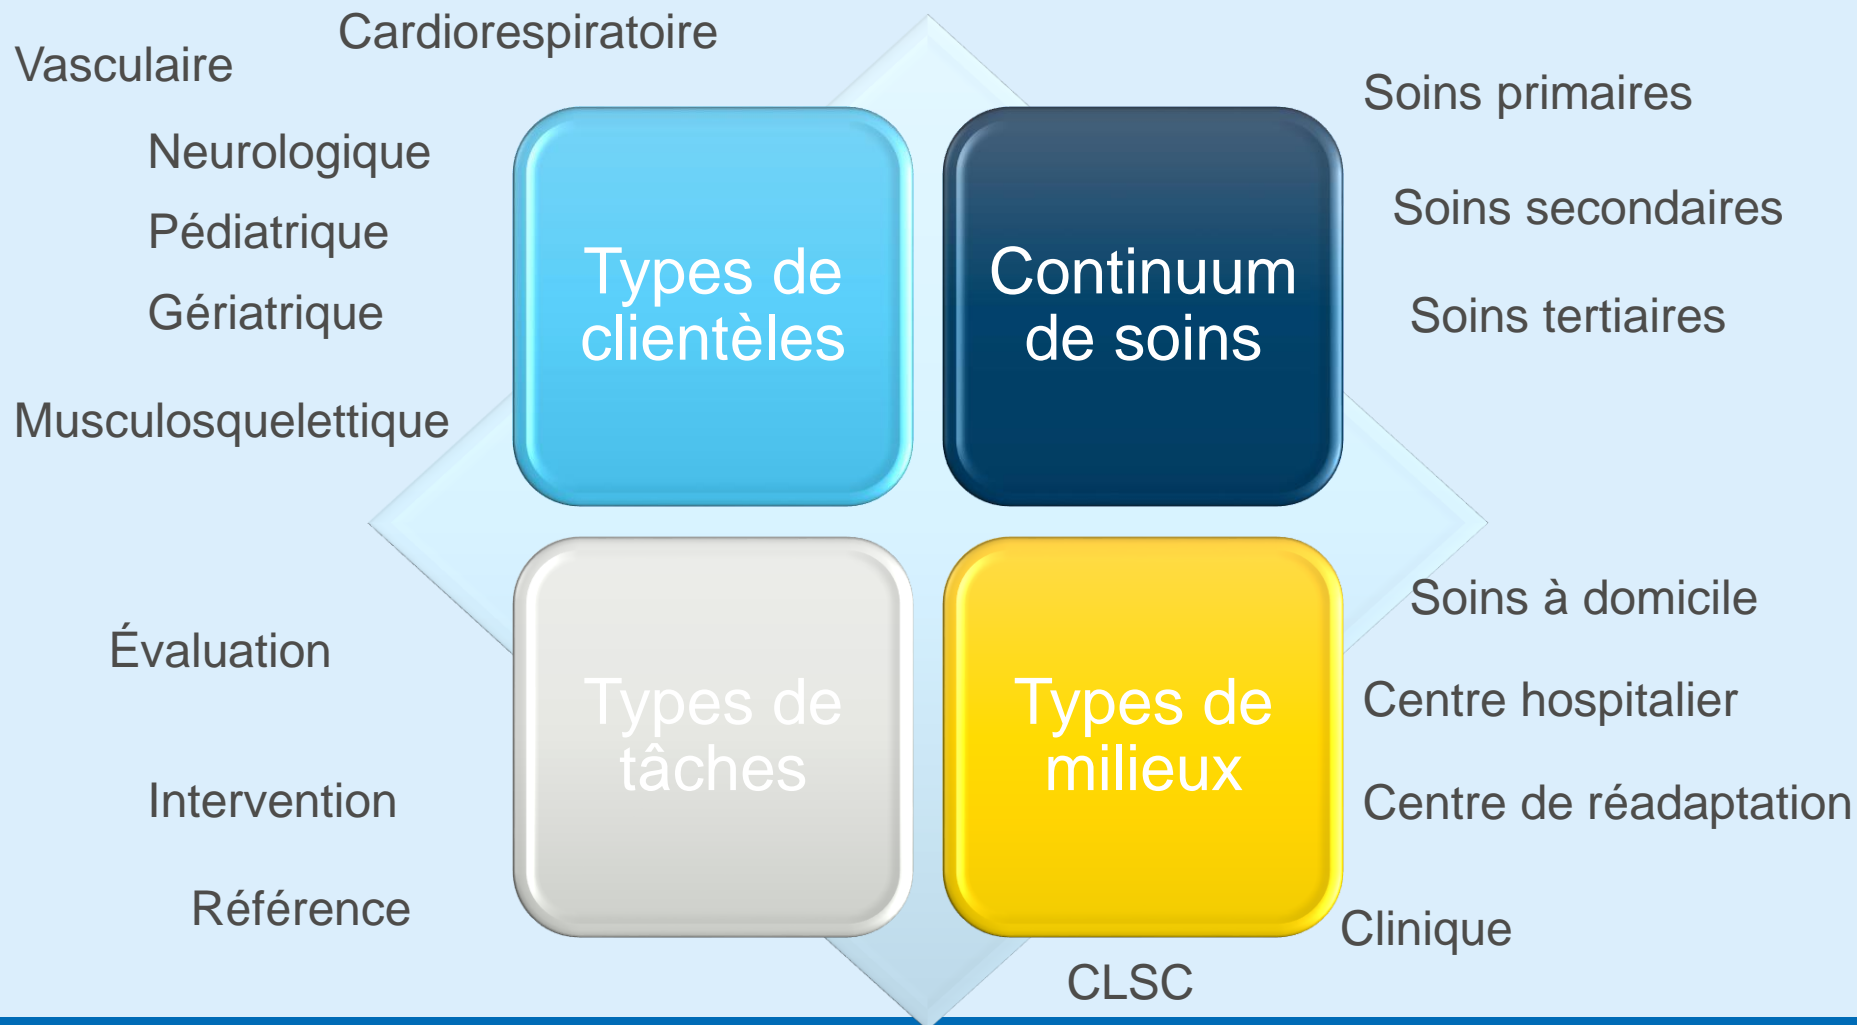 Cardiorespiratoire
Vasculaire
Neurologique
Pédiatrique
Gériatrique
Musculosquelettique
Types de
clientèles
Continuum
de soins
Soins primaires
Soins secondaires
Soins tertiaires
Évaluation
Intervention
Référence
Types de
tâches
Types de
milieux
Soins à domicile
Centre hospitalier
Centre de réadaptation
Clinique
CLSC